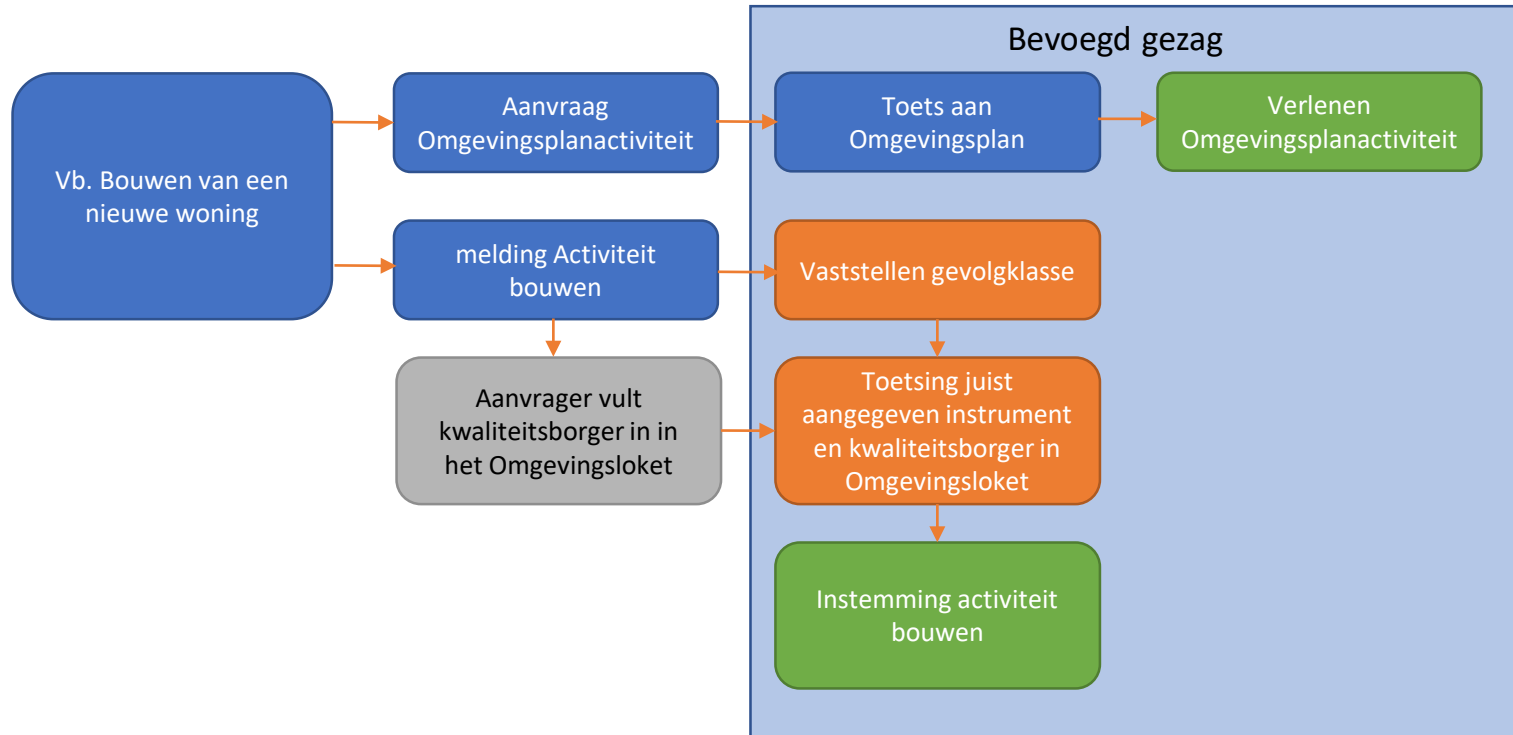 Bevoegd gezag
Vb. Bouwen van een
nieuwe woning
Aanvraag
Omgevingsplanactiviteit
Toets aan
Omgevingsplan
Verlenen
Omgevingsplanactiviteit
melding Activiteit
bouwen
Vaststellen gevolgklasse
Aanvrager vult
kwaliteitsborger in in
het Omgevingsloket
Toetsing juist
aangegeven instrument
en kwaliteitsborger in
Omgevingsloket
Instemming activiteit
bouwen